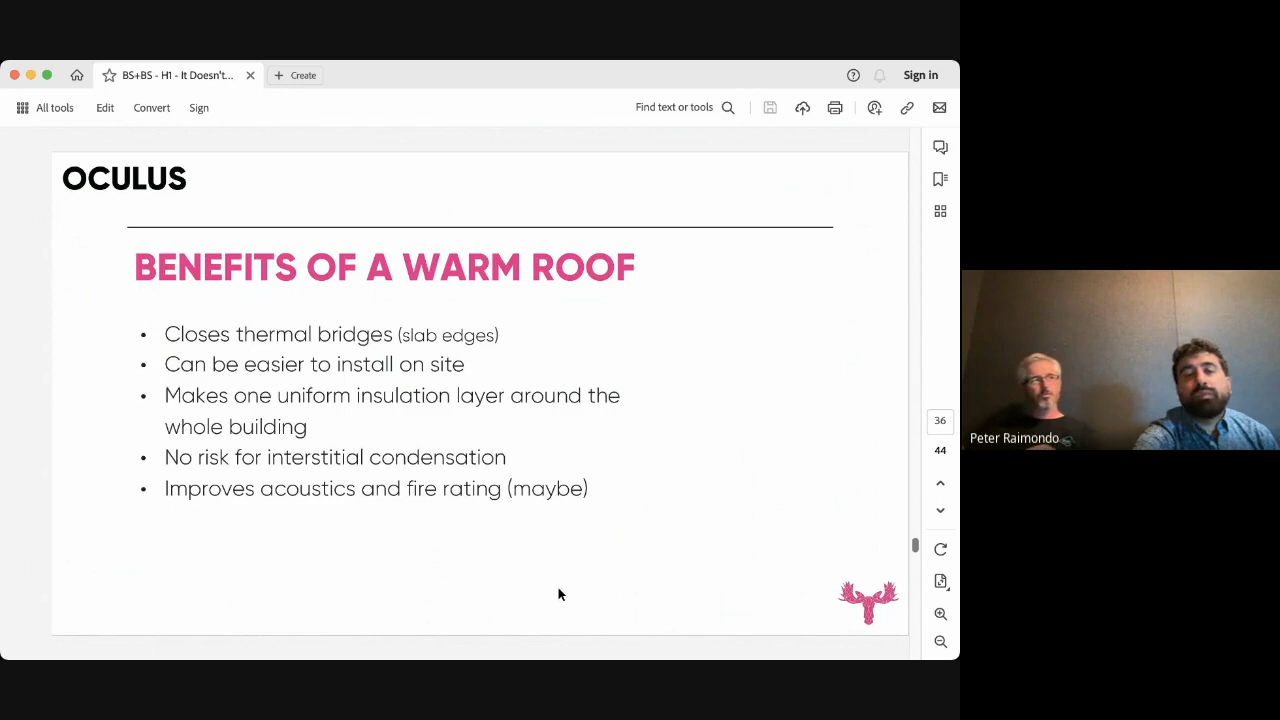 BS+BS - H1 - It Doesn't...
Create
Sign in
All tools
Edit
Convert
Sign
Find text or tools
OCULUS
BENEFITS OF A WARM ROOF
• Closes thermal bridges (slab edges)
• Can be easier to install on site
• Makes one uniform insulation layer around the
whole building
• No risk for interstitial condensation
• Improves acoustics and fire rating (maybe)
36
44
Peter Raimondo